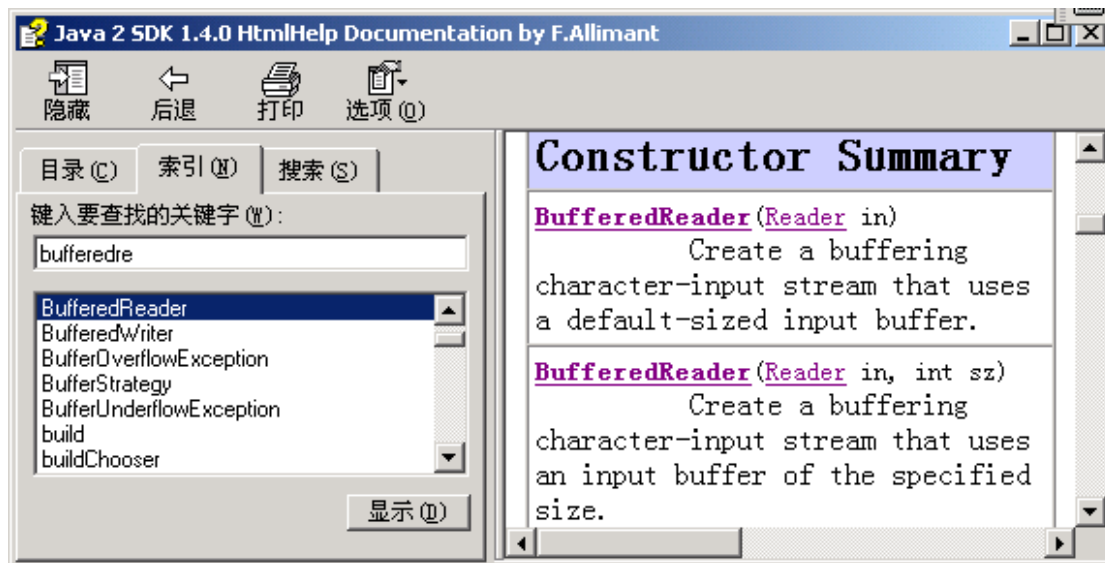 Java 2 SDK 1.4.0 HtmlHelp Documentation by F.Allimant
隐藏 后退 打印 选项(O)
目录(C) 索引(N) 搜索(S)
键入要查找的关键字(W):
bufferedre
BufferedReader
BufferedWriter
BufferOverflowException
BufferStrategy
BufferUnderflowException
build
buildChooser
显示(D)
Constructor Summary
BufferedReader(Reader in)
Create a buffering
character-input stream that uses
a default-sized input buffer.
BufferedReader(Reader in, int sz)
Create a buffering
character-input stream that uses
an input buffer of the specified
size.